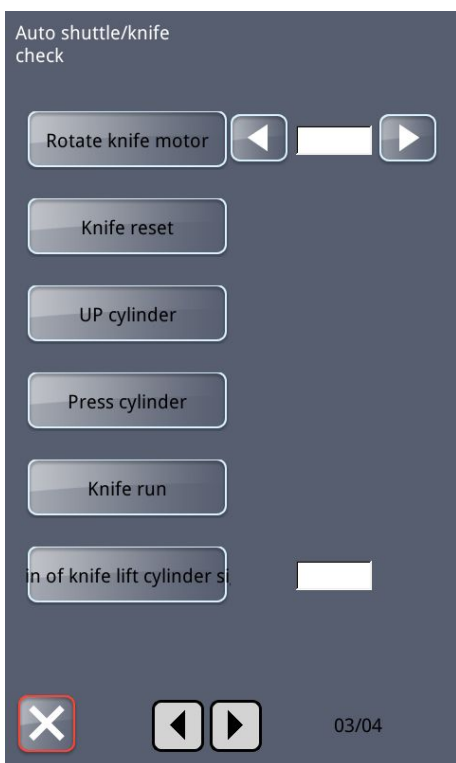 Auto shuttle/knife
check
Rotate knife motor
Knife reset
UP cylinder
Press cylinder
Knife run
in of knife lift cylinder si
03/04